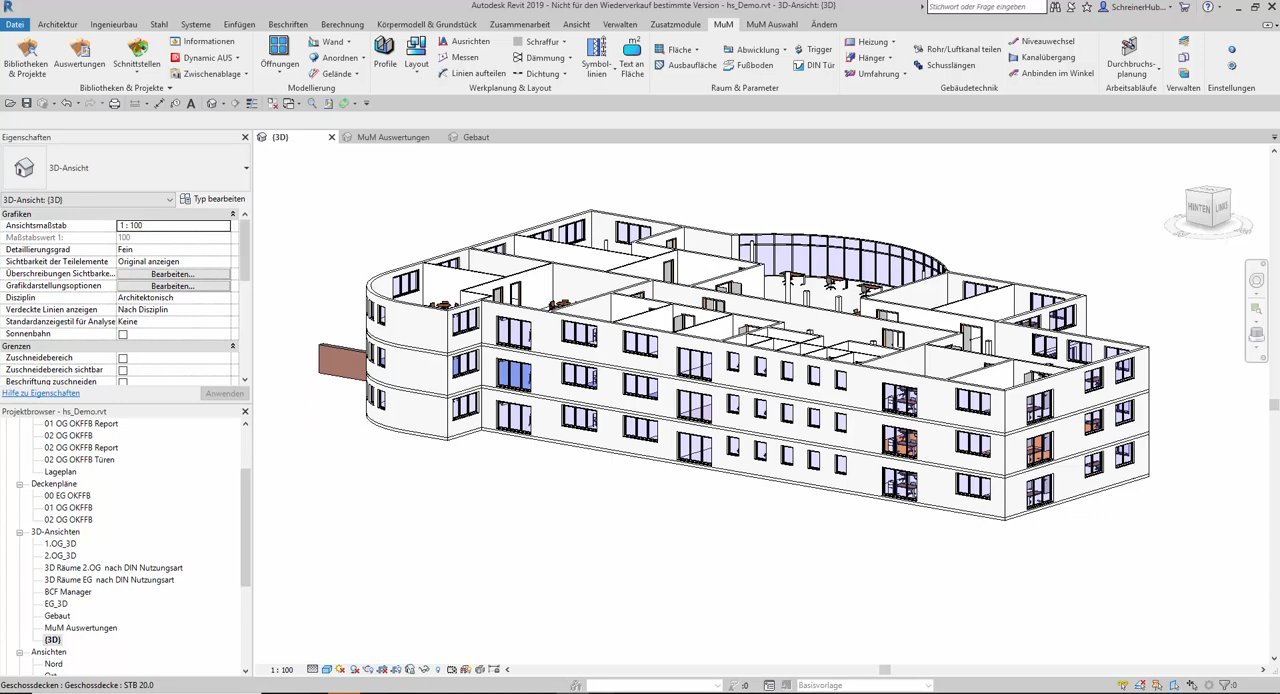 Autodesk Revit 2019 - Nicht für den Wiederverkauf bestimmte Version - hs_Demo.rvt - 3D-Ansicht: {3D}
Stichwort oder Frage eingeben
SchreinerHub...
Datei Architektur Ingenieurbau Stahl Systeme Einfügen Beschriften Berechnung Körpermodell & Grundstück Zusammenarbeit Ansicht Verwalten Zusatzmodule MuM MuM Auswahl Ändern
Bibliotheken & Projekte
Auswertungen
Schnittstellen
Informationen
Dynamic AUS
Zwischenablage
Öffnungen
Wand
Anordnen
Gelände
Profile
Layout
Ausrichten
Messen
Linien aufteilen
Schraffur
Dämmung
Dichtung
Symbol-linien
Text an Fläche
Fläche
Ausbaufläche
Abwicklung
Fußboden
Trigger
DIN Tür
Heizung
Hänger
Umfahrung
Rohr/Luftkanal teilen
Schusslängen
Niveauwechsel
Kanalübergang
Anbinden im Winkel
Durchbruchs-planung
Bibliotheken & Projekte Modellierung Werkplanung & Layout Raum & Parameter Gebäudetechnik Arbeitsabläufe Verwalten Einstellungen
Eigenschaften
{3D} MuM Auswertungen Gebaut
3D-Ansicht
3D-Ansicht: {3D} Typ bearbeiten
Grafiken
Ansichtsmaßstab 1 : 100
Maßstabswert 1: 100
Detaillierungsgrad Fein
Sichtbarkeit der Teilelemente Original anzeigen
Überschreibungen Sichtbarke... Bearbeiten...
Grafikdarstellungsoptionen Bearbeiten...
Disziplin Architektonisch
Verdeckte Linien anzeigen Nach Disziplin
Standardanzeigestil für Analyse Keine
Sonnenbahn
Grenzen
Zuschneidebereich
Zuschneidebereich sichtbar
Beschriftung zuschneiden
Hilfe zu Eigenschaften Anwenden
Projektbrowser - hs_Demo.rvt
01 OG OKFFB Report
02 OG OKFFB
02 OG OKFFB Report
02 OG OKFFB Türen
Lageplan
Deckenpläne
00 EG OKFFB
01 OG OKFFB
02 OG OKFFB
3D-Ansichten
1.OG_3D
2.OG_3D
3D Räume 2.OG nach DIN Nutzungsart
3D Räume EG nach DIN Nutzungsart
BCF Manager
EG_3D
Gebaut
MuM Auswertungen
{3D}
Ansichten
Nord
HINTEN LINKS
1 : 100
Geschossdecken : Geschossdecke : STB 20.0
:0
Basisvorlage
:0